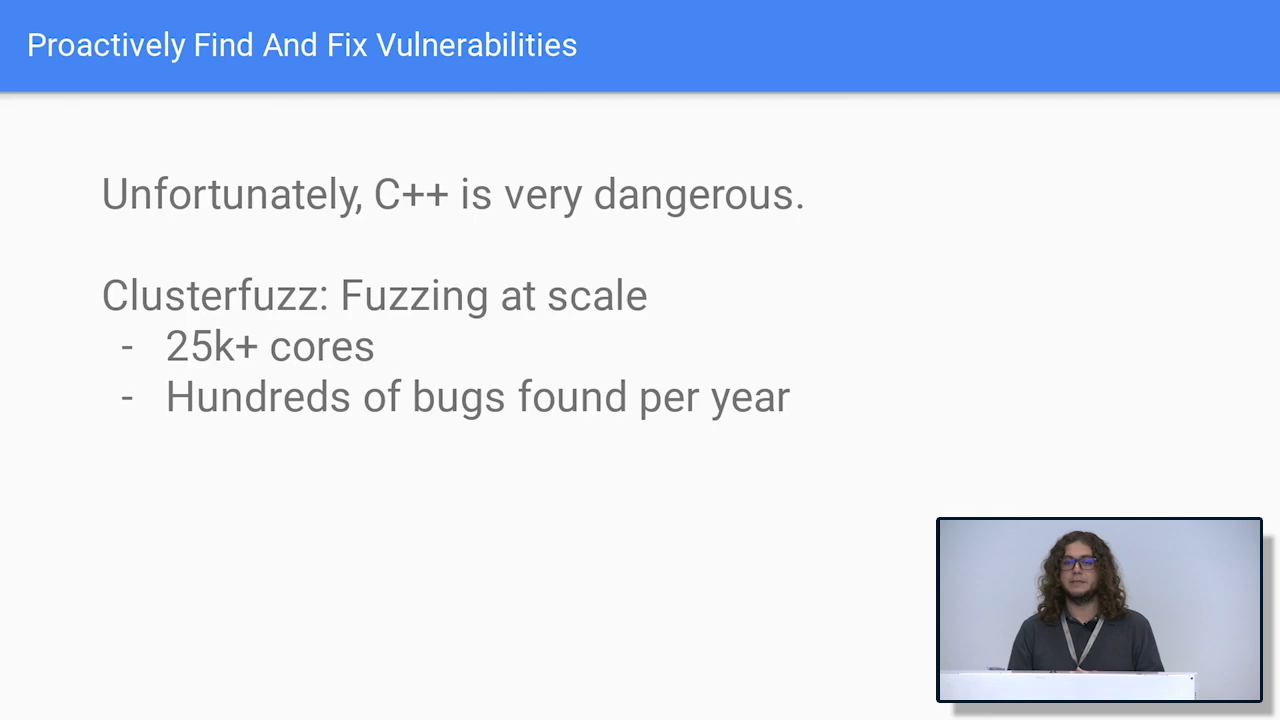 Proactively Find And Fix Vulnerabilities
Unfortunately, C++ is very dangerous.
Clusterfuzz: Fuzzing at scale
- 25k+ cores
- Hundreds of bugs found per year